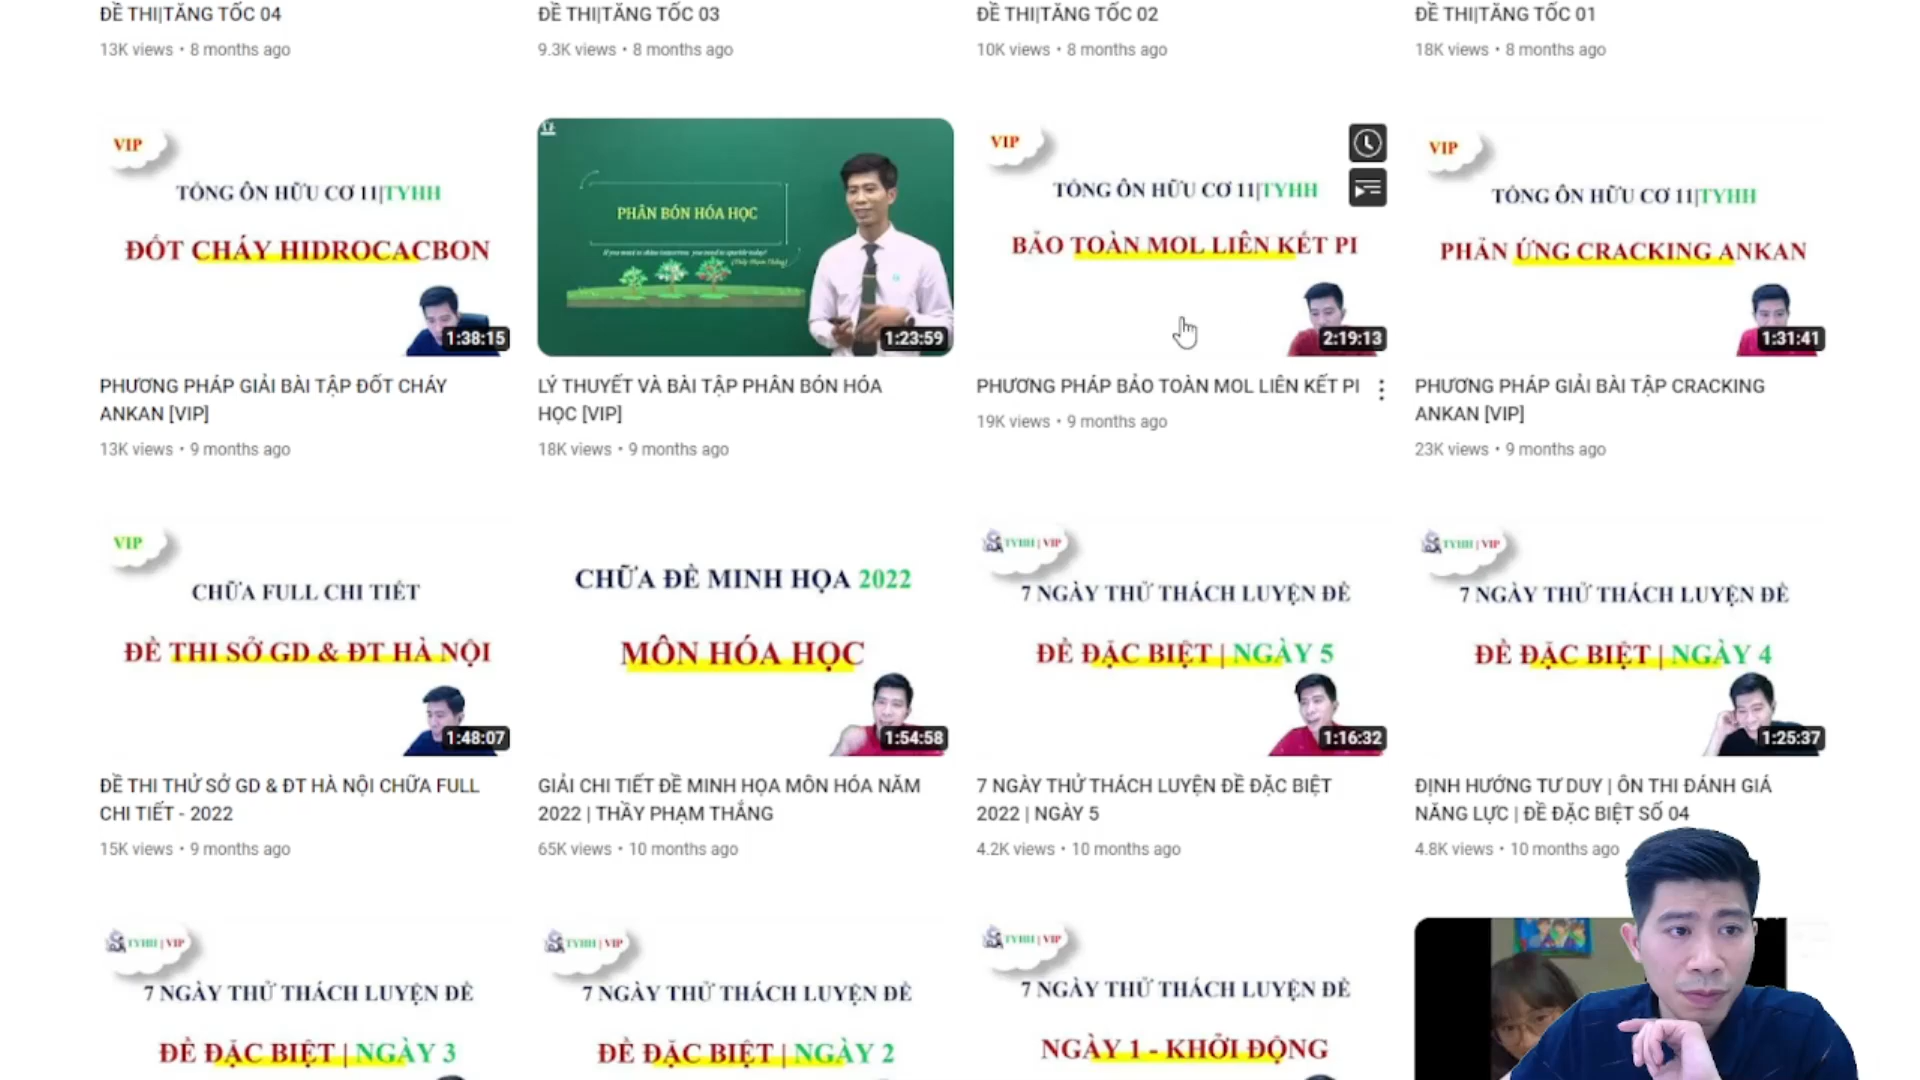 ĐỀ THI|TĂNG TỐC 04
13K views • 8 months ago
ĐỀ THI|TĂNG TỐC 03
9.3K views • 8 months ago
ĐỀ THI|TĂNG TỐC 02
10K views • 8 months ago
ĐỀ THI|TĂNG TỐC 01
18K views • 8 months ago
VIP
TỔNG ÔN HỮU CƠ 11|TYHH
ĐỐT CHÁY HIDROCACBON
1:38:15
PHƯƠNG PHÁP GIẢI BÀI TẬP ĐỐT CHÁY
ANKAN [VIP]
13K views • 9 months ago
PHÂN BÓN HÓA HỌC
If you want to shine tomorrow, you need to sparkle today!
(Thầy Phạm Thắng)
1:23:59
LÝ THUYẾT VÀ BÀI TẬP PHÂN BÓN HÓA
HỌC [VIP]
18K views • 9 months ago
VIP
TỔNG ÔN HỮU CƠ 11|TYHH
BẢO TOÀN MOL LIÊN KẾT PI
2:19:13
PHƯƠNG PHÁP BẢO TOÀN MOL LIÊN KẾT PI
19K views • 9 months ago
VIP
TỔNG ÔN HỮU CƠ 11|TYHH
PHẢN ỨNG CRACKING ANKAN
1:31:41
PHƯƠNG PHÁP GIẢI BÀI TẬP CRACKING
ANKAN [VIP]
23K views • 9 months ago
VIP
CHỮA FULL CHI TIẾT
ĐỀ THI SỞ GD & ĐT HÀ NỘI
1:48:07
ĐỀ THI THỬ SỞ GD & ĐT HÀ NỘI CHỮA FULL
CHI TIẾT - 2022
15K views • 9 months ago
CHỮA ĐỀ MINH HỌA 2022
MÔN HÓA HỌC
1:54:58
GIẢI CHI TIẾT ĐỀ MINH HỌA MÔN HÓA NĂM
2022 | THẦY PHẠM THẮNG
65K views • 10 months ago
TYHH | VIP
7 NGÀY THỬ THÁCH LUYỆN ĐỀ
ĐỀ ĐẶC BIỆT | NGÀY 5
1:16:32
7 NGÀY THỬ THÁCH LUYỆN ĐỀ ĐẶC BIỆT
2022 | NGÀY 5
4.2K views • 10 months ago
TYHH | VIP
7 NGÀY THỬ THÁCH LUYỆN ĐỀ
ĐỀ ĐẶC BIỆT | NGÀY 4
1:25:37
ĐỊNH HƯỚNG TƯ DUY | ÔN THI ĐÁNH GIÁ
NĂNG LỰC | ĐỀ ĐẶC BIỆT SỐ 04
4.8K views • 10 months ago
TYHH | VIP
7 NGÀY THỬ THÁCH LUYỆN ĐỀ
ĐỀ ĐẶC BIỆT | NGÀY 3
TYHH | VIP
7 NGÀY THỬ THÁCH LUYỆN ĐỀ
ĐỀ ĐẶC BIỆT | NGÀY 2
TYHH | VIP
7 NGÀY THỬ THÁCH LUYỆN ĐỀ
NGÀY 1 - KHỞI ĐỘNG